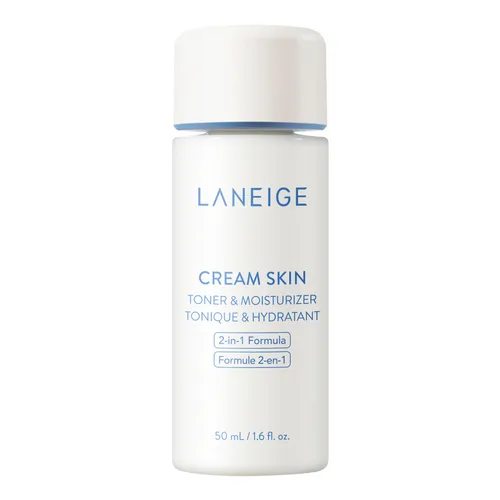 LANEIGE
CREAM SKIN
TONER & MOISTURIZER
TONIQUE & HYDRATANT
2-in-1 Formula
Formule 2-en-1
50 mL / 1.6 fl. oz.